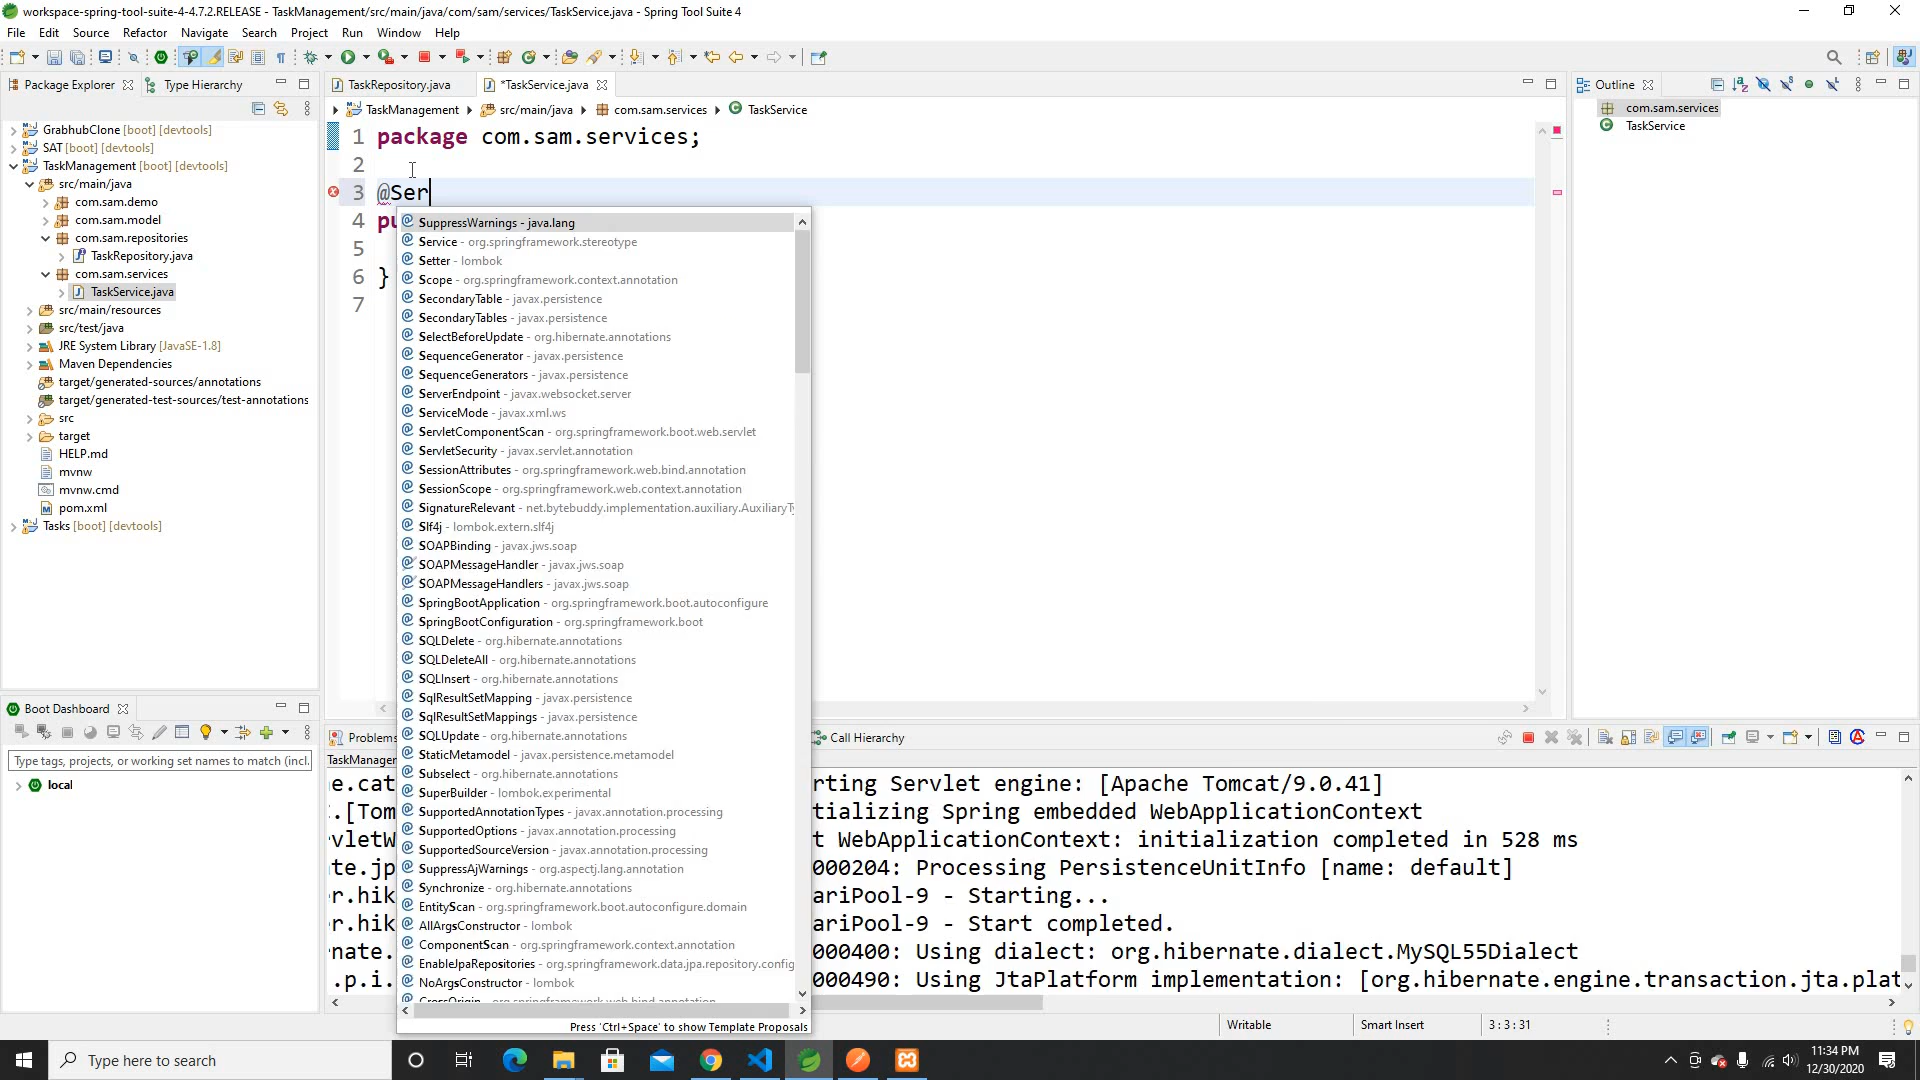 workspace-spring-tool-suite-4-4.7.2.RELEASE - TaskManagement/src/main/java/com/sam/services/TaskService.java - Spring Tool Suite 4
File Edit Source Refactor Navigate Search Project Run Window Help
Package Explorer Type Hierarchy
GrabhubClone [boot] [devtools]
SAT [boot] [devtools]
TaskManagement [boot] [devtools]
src/main/java
com.sam.demo
com.sam.model
com.sam.repositories
TaskRepository.java
com.sam.services
TaskService.java
src/main/resources
src/test/java
JRE System Library [JavaSE-1.8]
Maven Dependencies
target/generated-sources/annotations
target/generated-test-sources/test-annotations
src
target
HELP.md
mvnw
mvnw.cmd
pom.xml
Tasks [boot] [devtools]
TaskRepository.java *TaskService.java
TaskManagement src/main/java com.sam.services TaskService
1 package com.sam.services;
2
3 @Ser
4 pu
5
6 }
7
SuppressWarnings - java.lang
Service - org.springframework.stereotype
Setter - lombok
Scope - org.springframework.context.annotation
SecondaryTable - javax.persistence
SecondaryTables - javax.persistence
SelectBeforeUpdate - org.hibernate.annotations
SequenceGenerator - javax.persistence
SequenceGenerators - javax.persistence
ServerEndpoint - javax.websocket.server
ServiceMode - javax.xml.ws
ServletComponentScan - org.springframework.boot.web.servlet
ServletSecurity - javax.servlet.annotation
SessionAttributes - org.springframework.web.bind.annotation
SessionScope - org.springframework.web.context.annotation
SignatureRelevant - net.bytebuddy.implementation.auxiliary.AuxiliaryTy
Slf4j - lombok.extern.slf4j
SOAPBinding - javax.jws.soap
SOAPMessageHandler - javax.jws.soap
SOAPMessageHandlers - javax.jws.soap
SpringBootApplication - org.springframework.boot.autoconfigure
SpringBootConfiguration - org.springframework.boot
SQLDelete - org.hibernate.annotations
SQLDeleteAll - org.hibernate.annotations
SQLInsert - org.hibernate.annotations
SqlResultSetMapping - javax.persistence
SqlResultSetMappings - javax.persistence
SQLUpdate - org.hibernate.annotations
StaticMetamodel - javax.persistence.metamodel
Subselect - org.hibernate.annotations
SuperBuilder - lombok.experimental
SupportedAnnotationTypes - javax.annotation.processing
SupportedOptions - javax.annotation.processing
SupportedSourceVersion - javax.annotation.processing
SuppressAjWarnings - org.aspectj.lang.annotation
Synchronize - org.hibernate.annotations
EntityScan - org.springframework.boot.autoconfigure.domain
AllArgsConstructor - lombok
ComponentScan - org.springframework.context.annotation
EnableJpaRepositories - org.springframework.data.jpa.repository.config
NoArgsConstructor - lombok
CrossOrigin - org.springframework.web.bind.annotation
Press 'Ctrl+Space' to show Template Proposals
Outline
com.sam.services
TaskService
Boot Dashboard
Type tags, projects, or working set names to match (incl.
local
Problems Call Hierarchy
TaskManagem
e.cat rting Servlet engine: [Apache Tomcat/9.0.41]
.[Tom tializing Spring embedded WebApplicationContext
vletW t WebApplicationContext: initialization completed in 528 ms
te.jp 000204: Processing PersistenceUnitInfo [name: default]
r.hik ariPool-9 - Starting...
r.hik ariPool-9 - Start completed.
nate. 000400: Using dialect: org.hibernate.dialect.MySQL55Dialect
.p.i. 000490: Using JtaPlatform implementation: [org.hibernate.engine.transaction.jta.plat
Writable Smart Insert 3 : 3 : 31
Type here to search
11:34 PM
12/30/2020